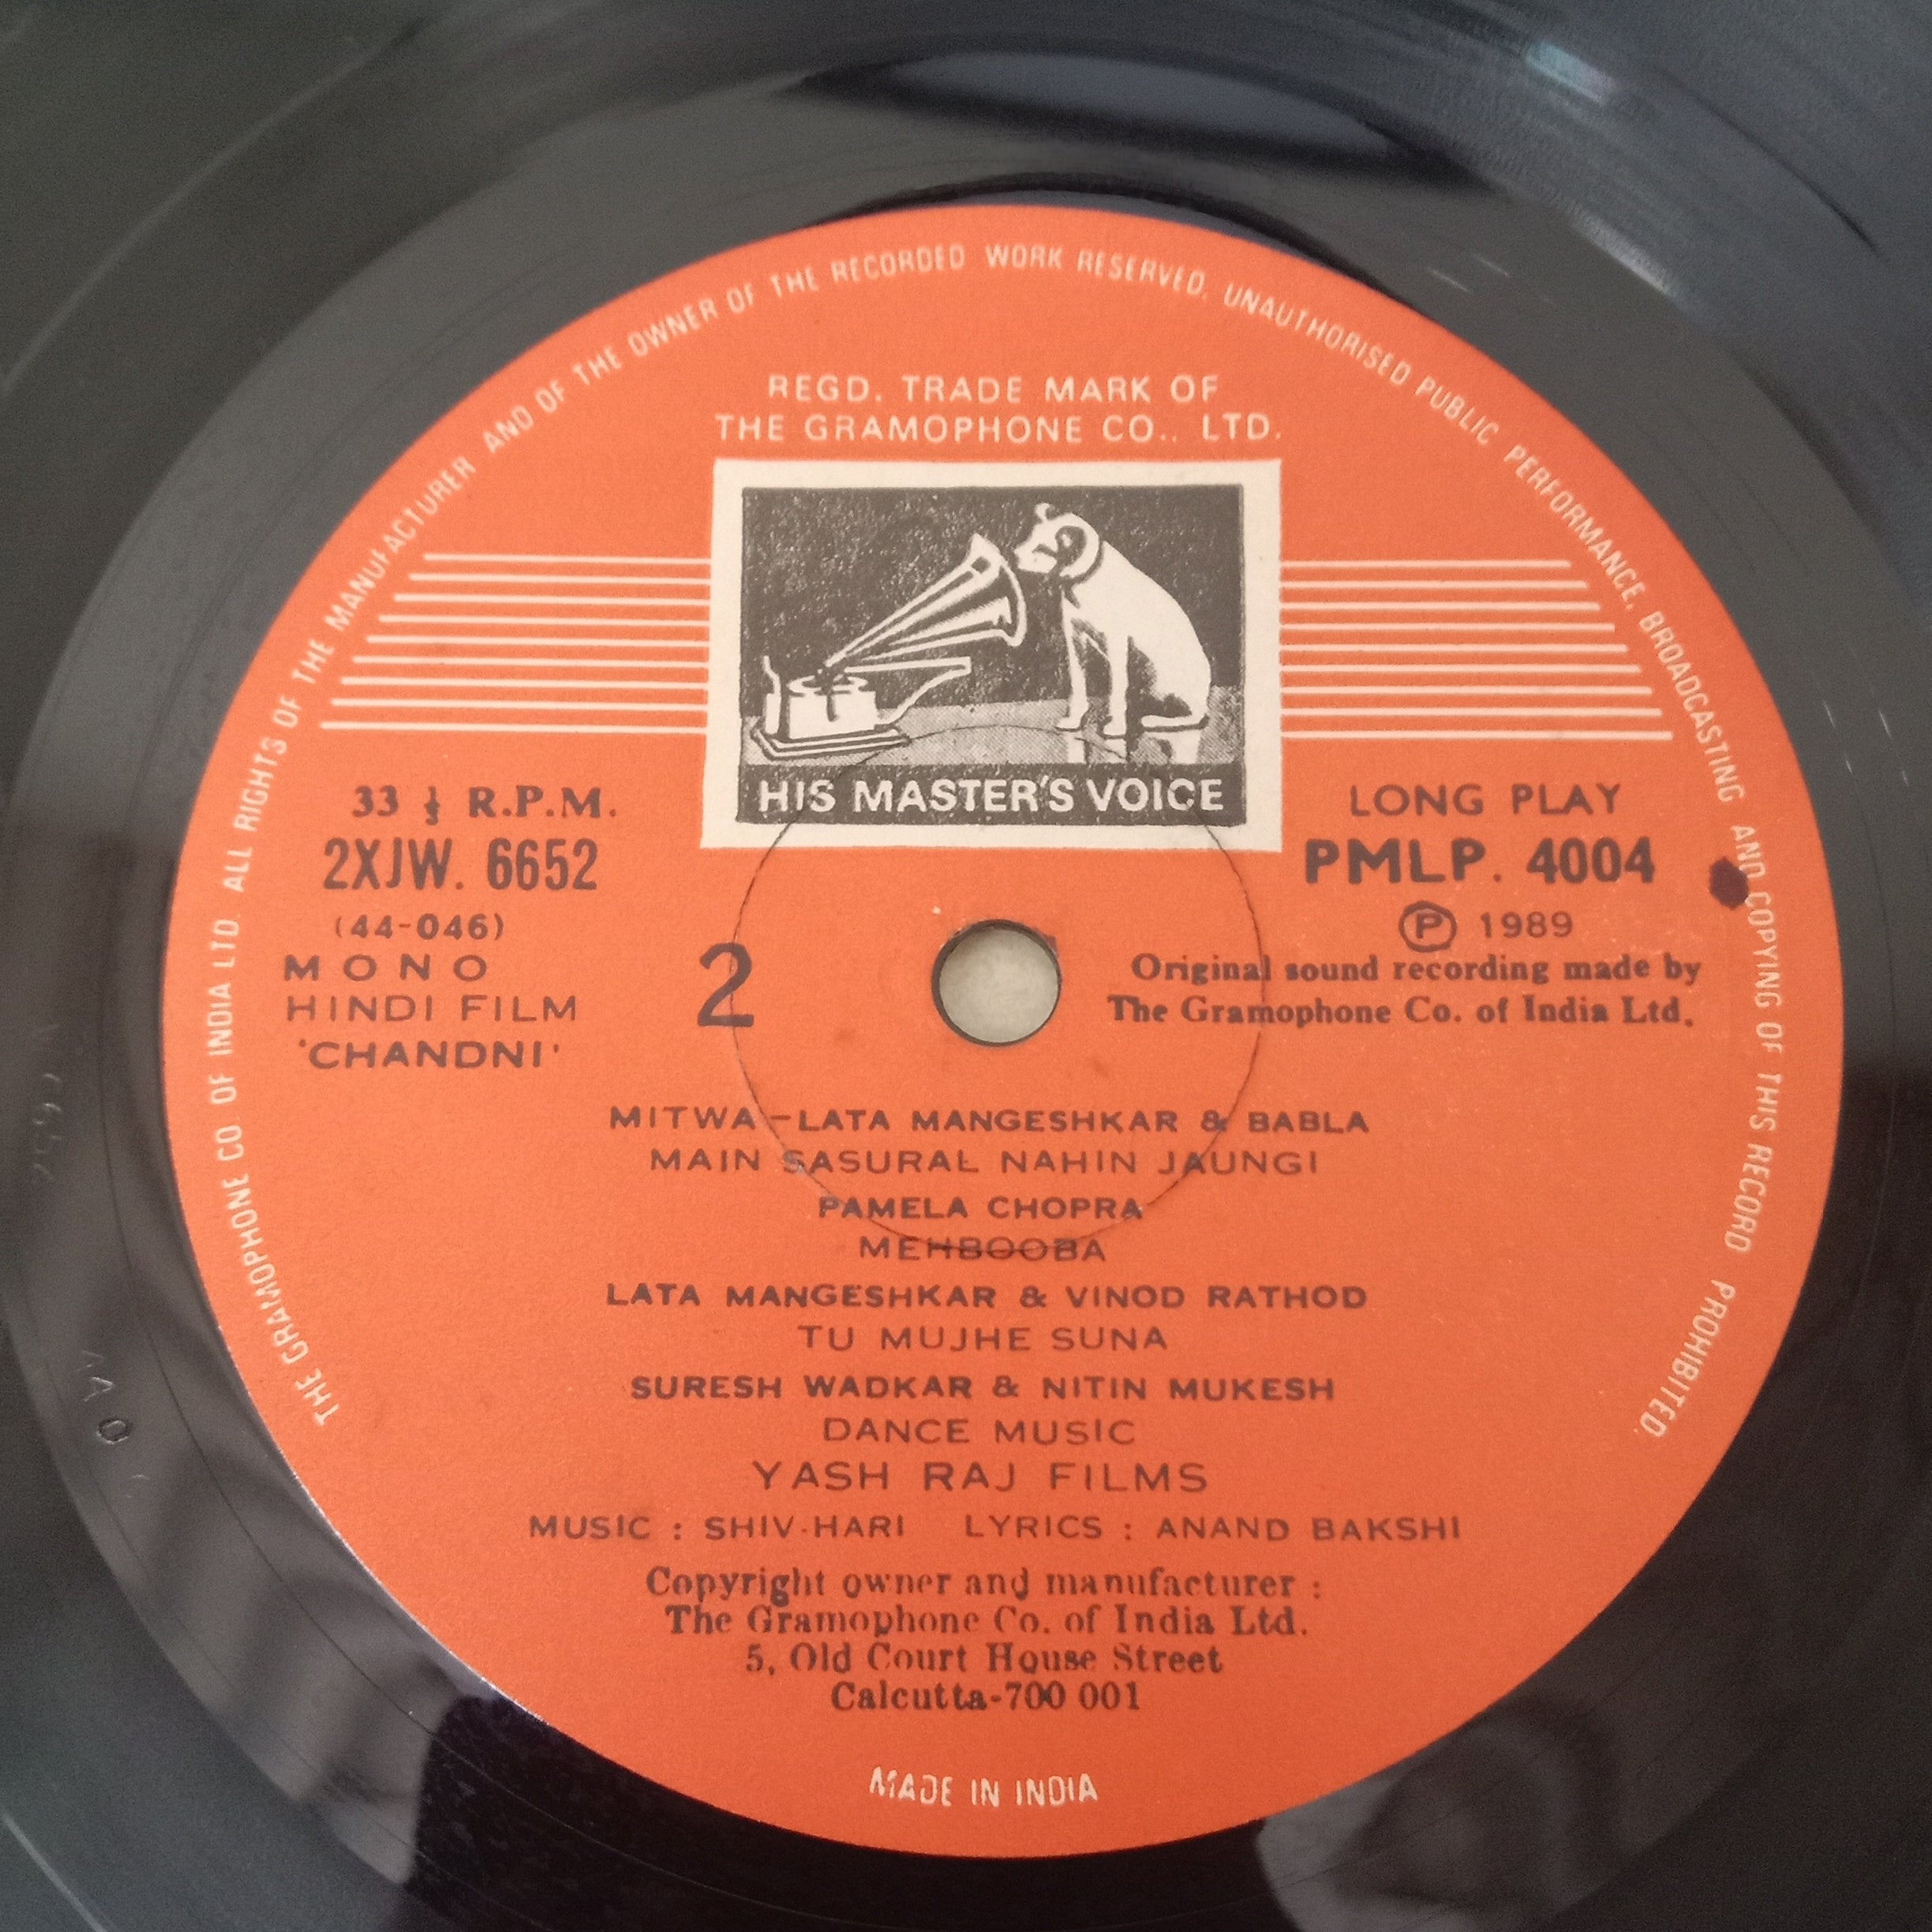 THE GRAMOPHONE CO. OF INDIA LTD. ALL RIGHTS OF THE MANUFACTURER AND OF THE OWNER OF THE RECORDED WORK RESERVED. UNAUTHORISED PUBLIC PERFORMANCE, BROADCASTING AND COPYING OF THIS RECORD PROHIBITED.
REGD. TRADE MARK OF
THE GRAMOPHONE CO., LTD.
HIS MASTER'S VOICE
33 ⅓ R.P.M.
2XJW. 6652
(44-046)
MONO
HINDI FILM
'CHANDNI'
2
LONG PLAY
PMLP. 4004
Ⓟ 1989
Original sound recording made by
The Gramophone Co. of India Ltd.
MITWA-LATA MANGESHKAR & BABLA
MAIN SASURAL NAHIN JAUNGI
PAMELA CHOPRA
MEHBOOBA
LATA MANGESHKAR & VINOD RATHOD
TU MUJHE SUNA
SURESH WADKAR & NITIN MUKESH
DANCE MUSIC
YASH RAJ FILMS
MUSIC : SHIV-HARI LYRICS : ANAND BAKSHI
Copyright owner and manufacturer :
The Gramophone Co. of India Ltd.
5, Old Court House Street
Calcutta-700 001
MADE IN INDIA